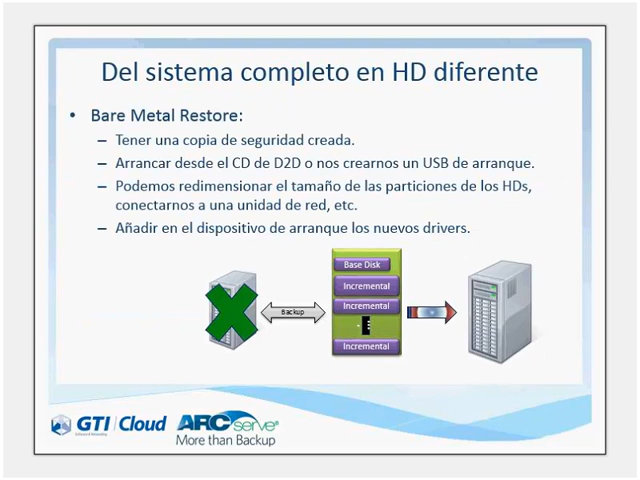 Del sistema completo en HD diferente
• Bare Metal Restore:
– Tener una copia de seguridad creada.
– Arrancar desde el CD de D2D o nos crearnos un USB de arranque.
– Podemos redimensionar el tamaño de las particiones de los HDs,
conectarnos a una unidad de red, etc.
– Añadir en el dispositivo de arranque los nuevos drivers.
Base Disk
Incremental
Backup
Incremental
Incremental
GTI Cloud
ARCserve®
More than Backup